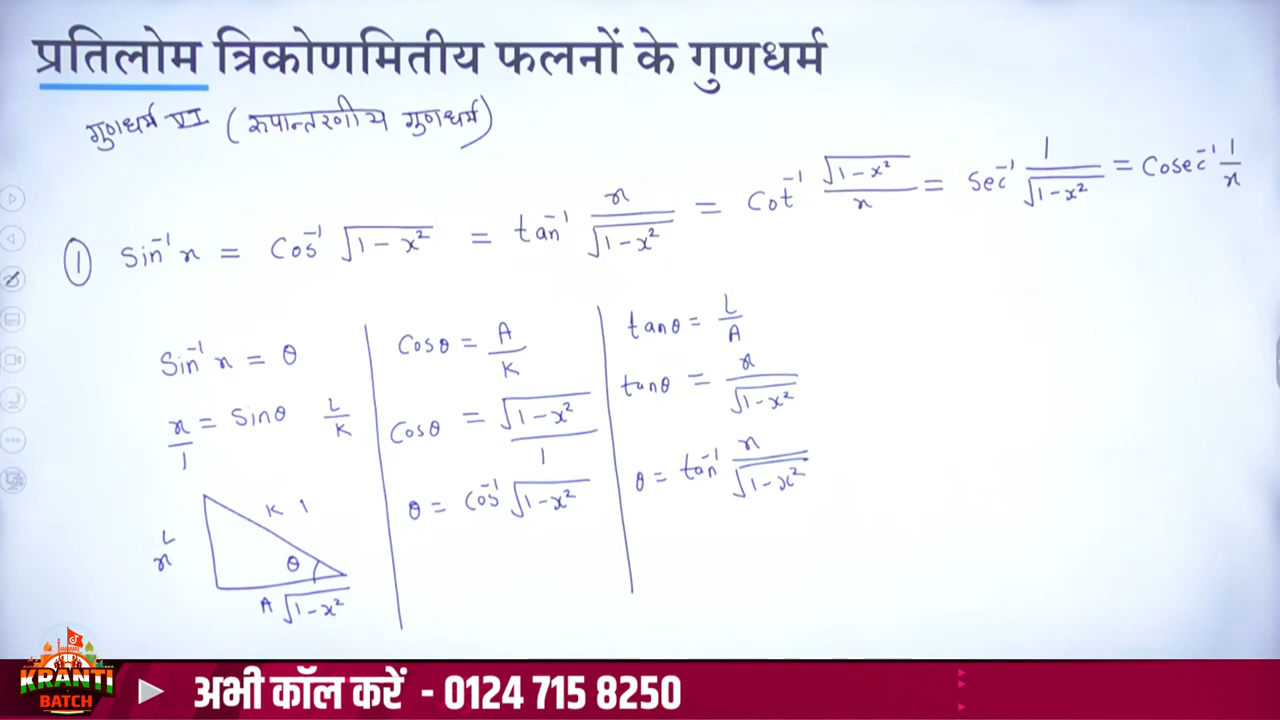 प्रतिलोम त्रिकोणमितीय फलनों के गुणधर्म
गुणधर्म VI (रूपान्तरणीय गुणधर्म)
① Sin⁻¹ x = Cos⁻¹ √(1-x²) = tan⁻¹ x/√(1-x²) = Cot⁻¹ √(1-x²)/x = Sec⁻¹ 1/√(1-x²) = Cosec⁻¹ 1/x
Sin⁻¹ x = θ
x/1 = Sinθ L/K
K 1
L
x
θ
A √(1-x²)
Cosθ = A/K
Cosθ = √(1-x²)/1
θ = Cos⁻¹ √(1-x²)
tanθ = L/A
tanθ = x/√(1-x²)
θ = tan⁻¹ x/√(1-x²)
KRANTI
BATCH
अभी कॉल करें - 0124 715 8250